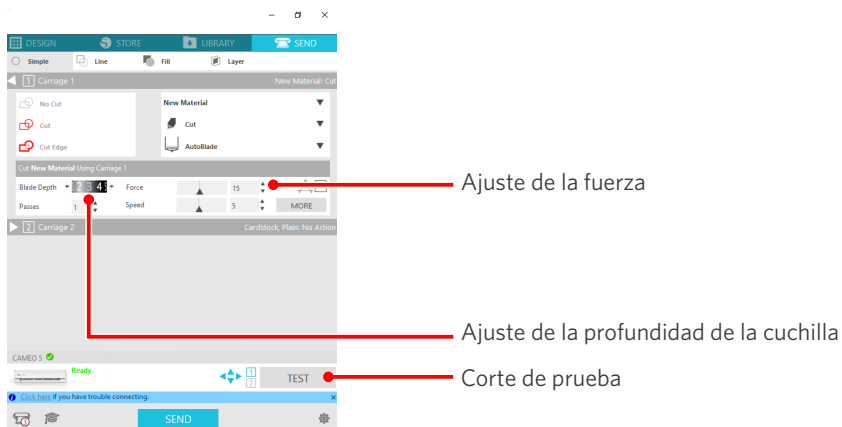 DESIGN STORE LIBRARY SEND
Simple Line Fill Layer
1 Carriage 1 New Material: Cut
No Cut
Cut
Cut Edge
New Material
Cut
AutoBlade
Cut New Material Using Carriage 1
Blade Depth 2 3 4 Force 15
Passes 1 Speed 5 MORE
2 Carriage 2 Cardstock, Plain: No Action
Ajuste de la fuerza
Ajuste de la profundidad de la cuchilla
CAMEO 5
Ready
1
2
TEST
Corte de prueba
Click here if you have trouble connecting.
SEND